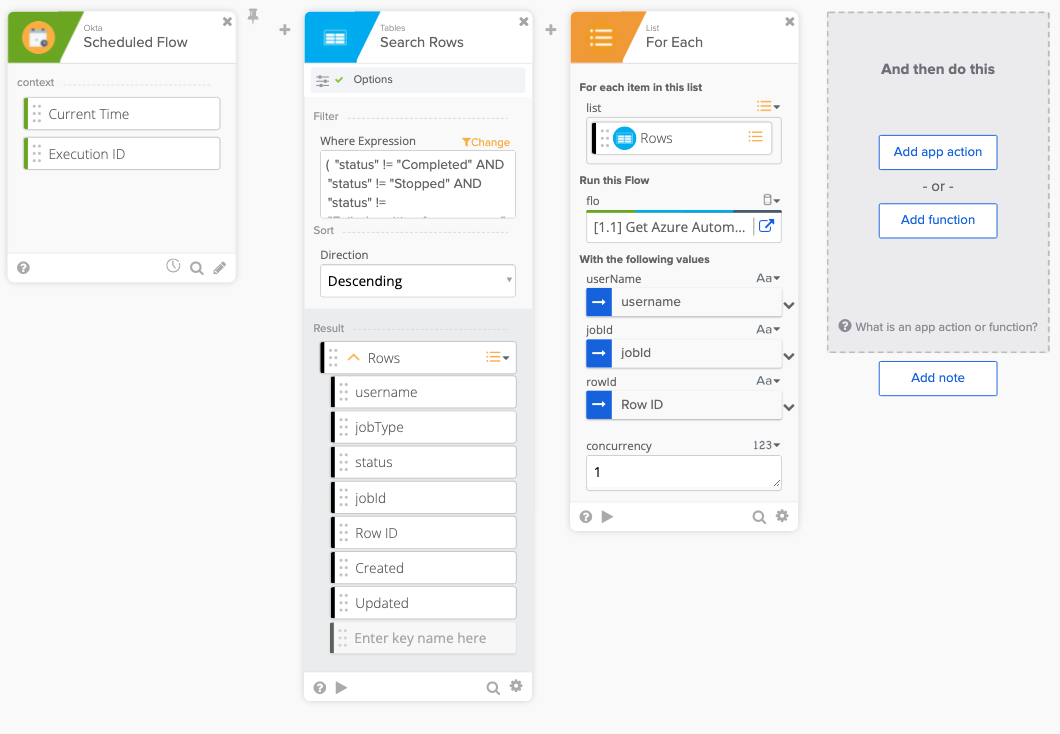 Okta
Scheduled Flow
context
Current Time
Execution ID
Tables
Search Rows
Options
Filter
Where Expression
Change
( "status" != "Completed" AND
"status" != "Stopped" AND
"status" !=
Sort
Direction
Descending
Result
Rows
username
jobType
status
jobId
Row ID
Created
Updated
Enter key name here
List
For Each
For each item in this list
list
Rows
Run this Flow
flo
[1.1] Get Azure Autom...
With the following values
userName Aa
username
jobId Aa
jobId
rowId Aa
Row ID
concurrency 123
1
And then do this
Add app action
- or -
Add function
What is an app action or function?
Add note